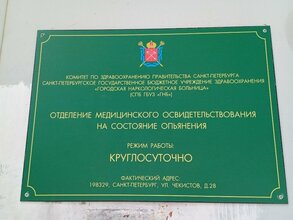 КОМИТЕТ ПО ЗДРАВООХРАНЕНИЮ ПРАВИТЕЛЬСТВА САНКТ-ПЕТЕРБУРГА
САНКТ-ПЕТЕРБУРГСКОЕ ГОСУДАРСТВЕННОЕ БЮДЖЕТНОЕ УЧРЕЖДЕНИЕ ЗДРАВООХРАНЕНИЯ
«ГОРОДСКАЯ НАРКОЛОГИЧЕСКАЯ БОЛЬНИЦА»
(СПБ ГБУЗ «ГНБ»)
ОТДЕЛЕНИЕ МЕДИЦИНСКОГО ОСВИДЕТЕЛЬСТВОВАНИЯ
НА СОСТОЯНИЕ ОПЬЯНЕНИЯ
РЕЖИМ РАБОТЫ:
КРУГЛОСУТОЧНО
ФАКТИЧЕСКИЙ АДРЕС:
198329, САНКТ-ПЕТЕРБУРГ, УЛ. ЧЕКИСТОВ, Д.28